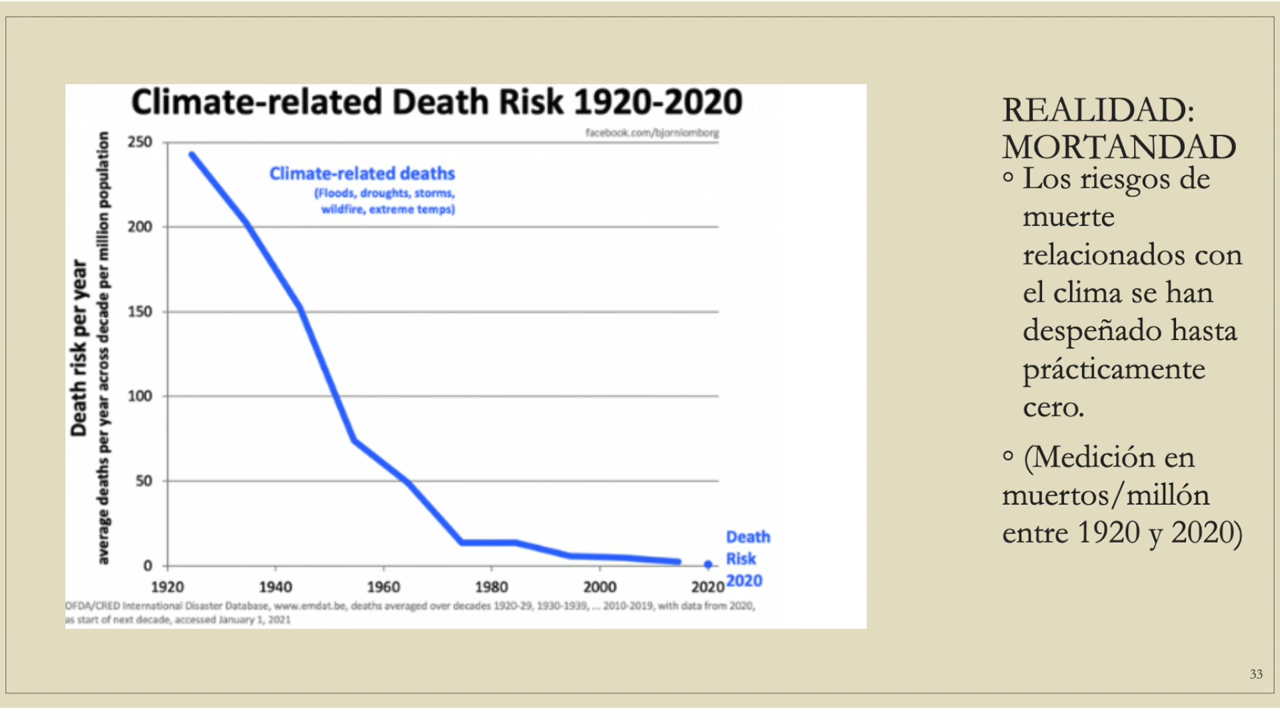 Climate-related Death Risk 1920-2020
facebook.com/bjornlomborg
Death risk per year
average deaths per year across decade per million population
250
200
150
100
50
0
Climate-related deaths
(Floods, droughts, storms,
wildfire, extreme temps)
Death
Risk
2020
1920
1940
1960
1980
2000
2020
OFDA/CRED International Disaster Database, www.emdat.be, deaths averaged over decades 1920-29, 1930-1939, ... 2010-2019, with data from 2020,
as start of next decade, accessed January 1, 2021
REALIDAD:
MORTANDAD
◦ Los riesgos de
muerte
relacionados con
el clima se han
despeñado hasta
prácticamente
cero.
◦ (Medición en
muertos/millón
entre 1920 y 2020)
33